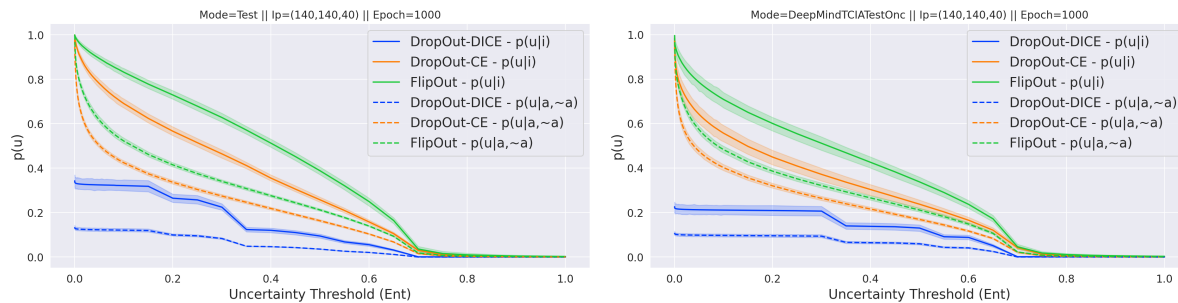 Mode=Test || Ip=(140,140,40) || Epoch=1000
1.0
0.8
0.6
0.4
0.2
0.0
p(u)
DropOut-DICE - p(u|i)
DropOut-CE - p(u|i)
FlipOut - p(u|i)
DropOut-DICE - p(u|a,~a)
DropOut-CE - p(u|a,~a)
FlipOut - p(u|a,~a)
0.0 0.2 0.4 0.6 0.8 1.0
Uncertainty Threshold (Ent)
Mode=DeepMindTCIATestOnc || Ip=(140,140,40) || Epoch=1000
1.0
0.8
0.6
0.4
0.2
0.0
p(u)
DropOut-DICE - p(u|i)
DropOut-CE - p(u|i)
FlipOut - p(u|i)
DropOut-DICE - p(u|a,~a)
DropOut-CE - p(u|a,~a)
FlipOut - p(u|a,~a)
0.0 0.2 0.4 0.6 0.8 1.0
Uncertainty Threshold (Ent)